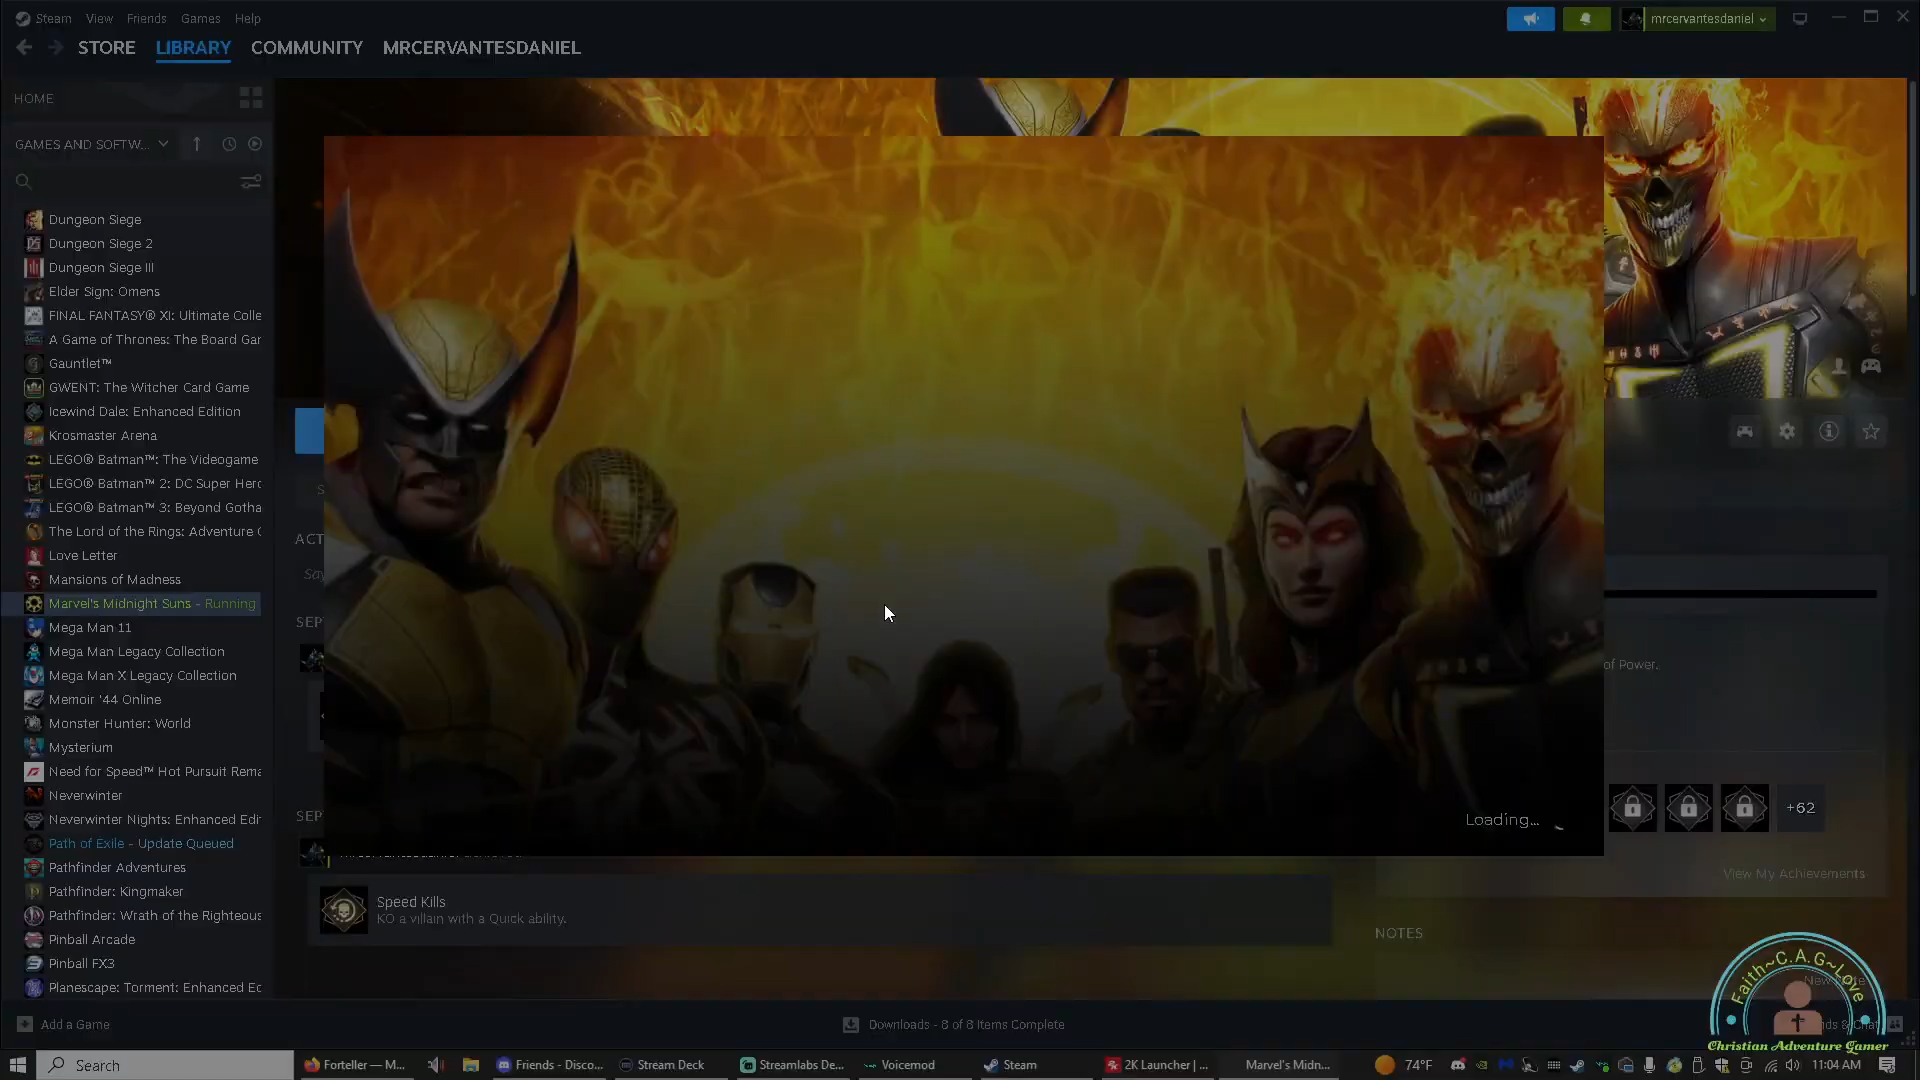 Steam View Friends Games Help
mrcervantesdaniel
STORE LIBRARY COMMUNITY MRCERVANTESDANIEL
HOME
GAMES AND SOFTW...
Dungeon Siege
Dungeon Siege 2
Dungeon Siege III
Elder Sign: Omens
FINAL FANTASY® XI: Ultimate Colle
A Game of Thrones: The Board Gar
Gauntlet™
GWENT: The Witcher Card Game
Icewind Dale: Enhanced Edition
Krosmaster Arena
LEGO® Batman™: The Videogame
LEGO® Batman™ 2: DC Super Herc
LEGO® Batman™ 3: Beyond Gotha
The Lord of the Rings: Adventure C
Love Letter
Mansions of Madness
Marvel's Midnight Suns - Running
Mega Man 11
Mega Man Legacy Collection
Mega Man X Legacy Collection
Memoir '44 Online
Monster Hunter: World
Mysterium
Need for Speed™ Hot Pursuit Rema
Neverwinter
Neverwinter Nights: Enhanced Edi
Path of Exile - Update Queued
Pathfinder Adventures
Pathfinder: Kingmaker
Pathfinder: Wrath of the Righteous
Pinball Arcade
Pinball FX3
Planescape: Torment: Enhanced Ec
ACT
Say
SEP
SEP
of Power.
Loading...
+62
View My Achievements
Speed Kills
KO a villain with a Quick ability.
NOTES
Faith~C.A.G~Love
Christian Adventure Gamer
Add a Game
Downloads - 8 of 8 Items Complete
Search
Forteller — M...
Friends - Disco...
Stream Deck
Streamlabs De...
Voicemod
Steam
2K Launcher | ...
Marvel's Midn...
74°F
11:04 AM